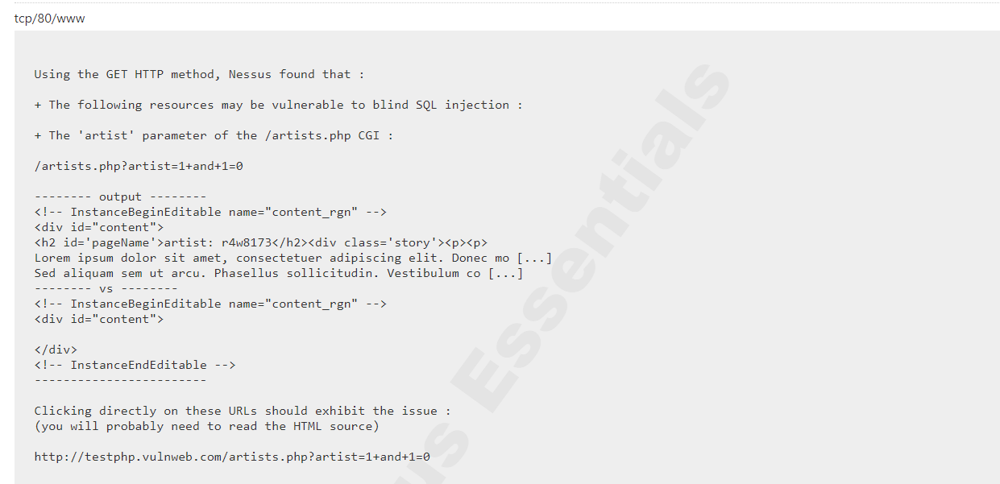 tcp/80/www
Using the GET HTTP method, Nessus found that :
+ The following resources may be vulnerable to blind SQL injection :
+ The 'artist' parameter of the /artists.php CGI :
/artists.php?artist=1+and+1=0
-------- output --------
<!-- InstanceBeginEditable name="content_rgn" -->
<div id="content">
<h2 id='pageName'>artist: r4w8173</h2><div class='story'><p><p>
Lorem ipsum dolor sit amet, consectetuer adipiscing elit. Donec mo [...]
Sed aliquam sem ut arcu. Phasellus sollicitudin. Vestibulum co [...]
-------- vs --------
<!-- InstanceBeginEditable name="content_rgn" -->
<div id="content">
</div>
<!-- InstanceEndEditable -->
------------------------
Clicking directly on these URLs should exhibit the issue :
(you will probably need to read the HTML source)
http://testphp.vulnweb.com/artists.php?artist=1+and+1=0
Essentials